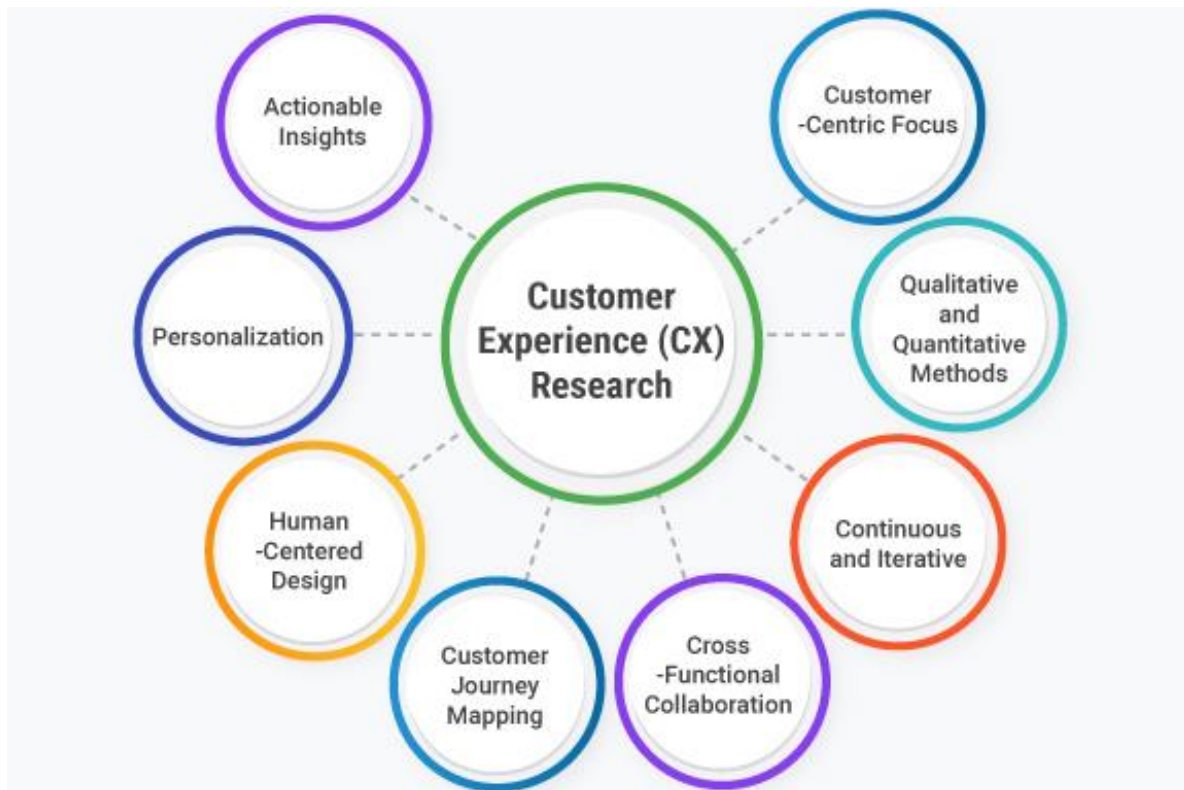 Customer
Experience (CX)
Research
Customer
-Centric Focus
Qualitative
and
Quantitative
Methods
Continuous
and Iterative
Cross
-Functional
Collaboration
Customer
Journey
Mapping
Human
-Centered
Design
Personalization
Actionable
Insights